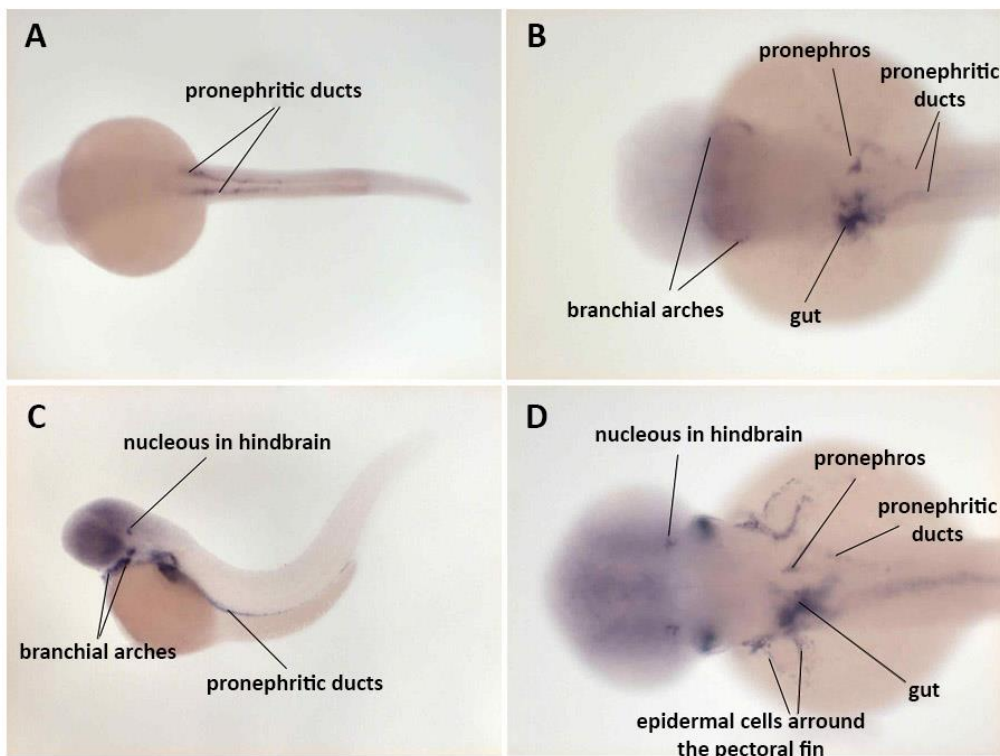 A
pronephritic ducts
B
pronephros
pronephritic
ducts
branchial arches
gut
C
nucleous in hindbrain
branchial arches
pronephritic ducts
D
nucleous in hindbrain
pronephros
pronephritic
ducts
gut
epidermal cells arround
the pectoral fin